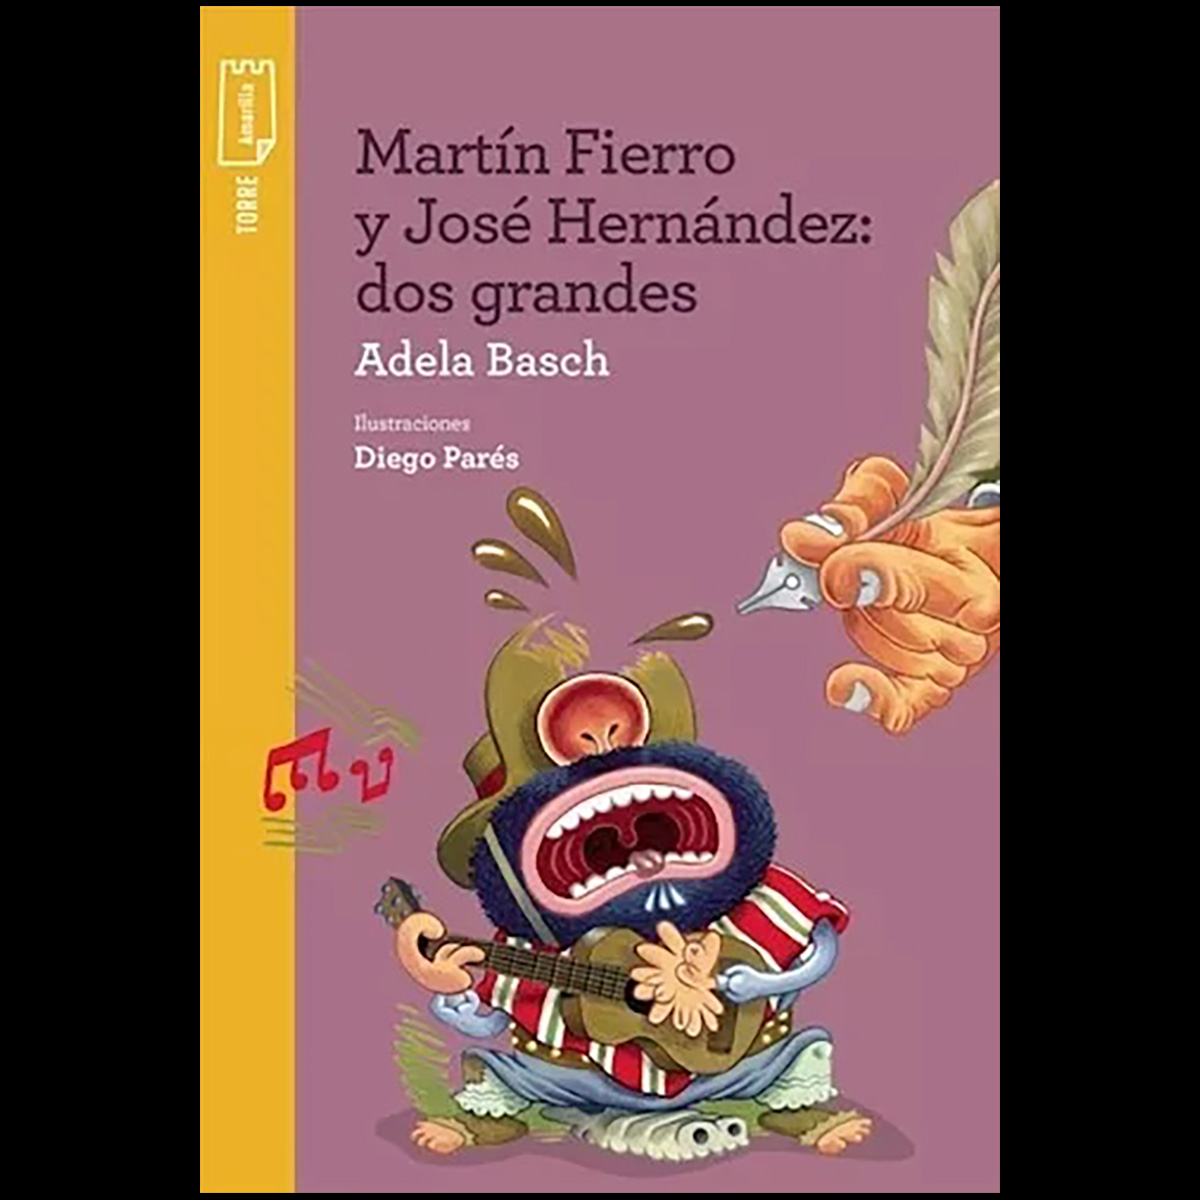 Amarilla
TORRE
Martín Fierro
y José Hernández:
dos grandes
Adela Basch
Ilustraciones
Diego Parés